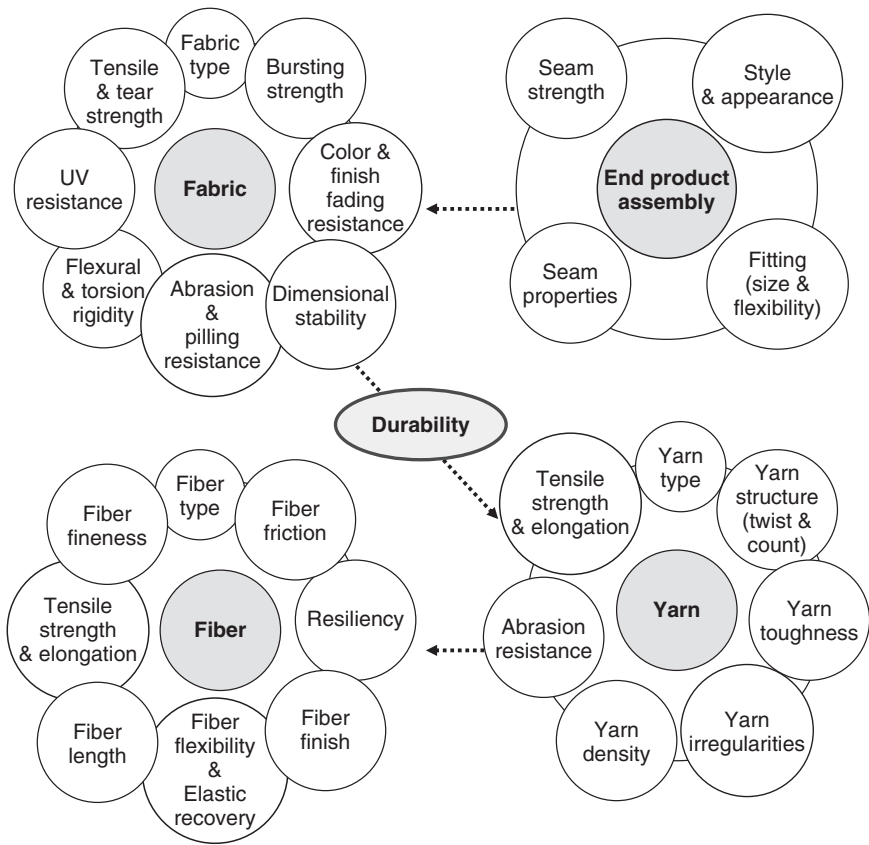 Fabric
type
Tensile
& tear
strength
Bursting
strength
UV
resistance
Fabric
Color &
finish
fading
resistance
Flexural
& torsion
rigidity
Abrasion
&
pilling
resistance
Dimensional
stability
Seam
strength
Style
& appearance
End product
assembly
Seam
properties
Fitting
(size &
flexibility)
Durability
Fiber
type
Fiber
fineness
Fiber
friction
Tensile
strength
& elongation
Fiber
Resiliency
Fiber
length
Fiber
flexibility
&
Elastic
recovery
Fiber
finish
Tensile
strength
& elongation
Yarn
type
Yarn
structure
(twist &
count)
Abrasion
resistance
Yarn
Yarn
toughness
Yarn
density
Yarn
irregularities